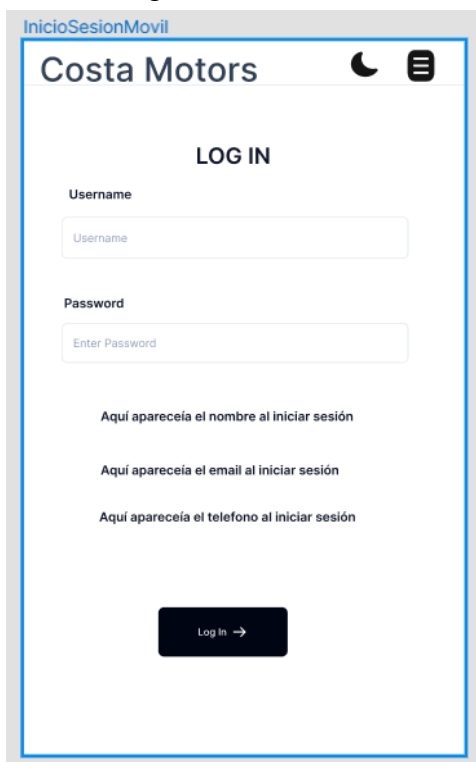 InicioSesionMovil
Costa Motors
LOG IN
Username
Username
Password
Enter Password
Aquí apareceía el nombre al iniciar sesión
Aquí apareceía el email al iniciar sesión
Aquí apareceía el telefono al iniciar sesión
Log In →